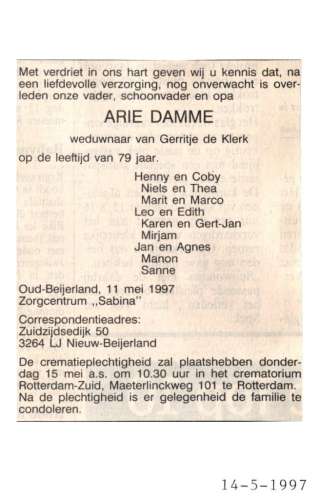 Met verdriet in ons hart geven wij u kennis dat, na
een liefdevolle verzorging, nog onverwacht is over-
leden onze vader, schoonvader en opa
ARIE DAMME
weduwnaar van Gerritje de Klerk
op de leeftijd van 79 jaar.
Henny en Coby
Niels en Thea
Marit en Marco
Leo en Edith
Karen en Gert-Jan
Mirjam
Jan en Agnes
Manon
Sanne
Oud-Beijerland, 11 mei 1997
Zorgcentrum „Sabina"
Correspondentieadres:
Zuidzijdsedijk 50
3264 LJ Nieuw-Beijerland
De crematieplechtigheid zal plaatshebben donder-
dag 15 mei a.s. om 10.30 uur in het crematorium
Rotterdam-Zuid, Maeterlinckweg 101 te Rotterdam.
Na de plechtigheid is er gelegenheid de familie te
condoleren.
14-5-1997